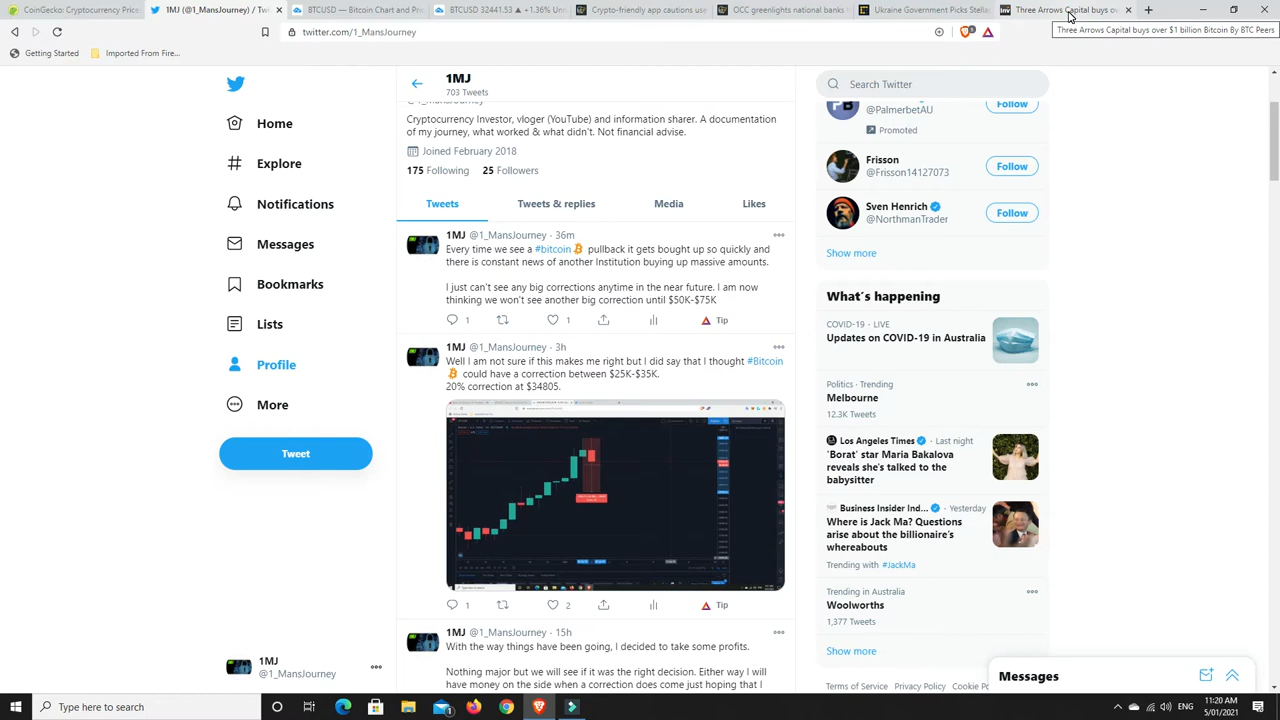 CoinGecko: Cryptocurrency Prices
1MJ (@1_MansJourney) / Twi
BTCUSD — Bitcoin Chart and Pric
BTCUSD 32441.53 ▲ +1.36% Unn
Crypto-friendly app cautions use
OCC greenlights national banks t
Ukraine Government Picks Stella
Three Arrows Capital buys ov
twitter.com/1_MansJourney
Three Arrows Capital buys over $1 billion Bitcoin By BTC Peers
Getting Started
Imported From Fire...
1MJ
703 Tweets
Search Twitter
Home
Explore
Notifications
Messages
Bookmarks
Lists
Profile
More
Tweet
1MJ
@1_MansJourney
@1_MansJourney
Cryptocurrency Investor, vloger (YouTube) and information sharer. A documentation
of my journey, what worked & what didn't. Not financial advise.
Joined February 2018
175 Following 25 Followers
Tweets
Tweets & replies
Media
Likes
1MJ @1_MansJourney · 36m
Every time we see a #bitcoin pullback it gets bought up so quickly and
there is constant news of another Institution buying up massive amounts.
I just can't see any big corrections anytime in the near future. I am now
thinking we won't see another big correction until $50K-$75K
1 1 Tip
1MJ @1_MansJourney · 3h
Well I am not sure if this makes me right but I did say that I thought #Bitcoin
could have a correction between $25K-$35K.
20% correction at $34805.
1 2 Tip
1MJ @1_MansJourney · 15h
With the way things have been going, I decided to take some profits.
Nothing major but we will see if it was the right decision. Either way I will
have money on the side when a correction does come just hoping that I
@PalmerbetAU
Follow
Promoted
Frisson
@Frisson14127073
Follow
Sven Henrich
@NorthmanTrader
Follow
Show more
What's happening
COVID-19 · LIVE
Updates on COVID-19 in Australia
Politics · Trending
Melbourne
12.3K Tweets
Los Angeles Times · Last night
'Borat' star Maria Bakalova
reveals she's talked to the
babysitter
Business Insider Ind... · Yesterday
Where is Jack Ma? Questions
arise about the billionaire's
whereabouts
Trending with #JackMa
Trending in Australia
Woolworths
1,377 Tweets
Show more
Terms of Service Privacy Policy Cookie Po
Messages
Type here to search
ENG
11:20 AM
5/01/2021